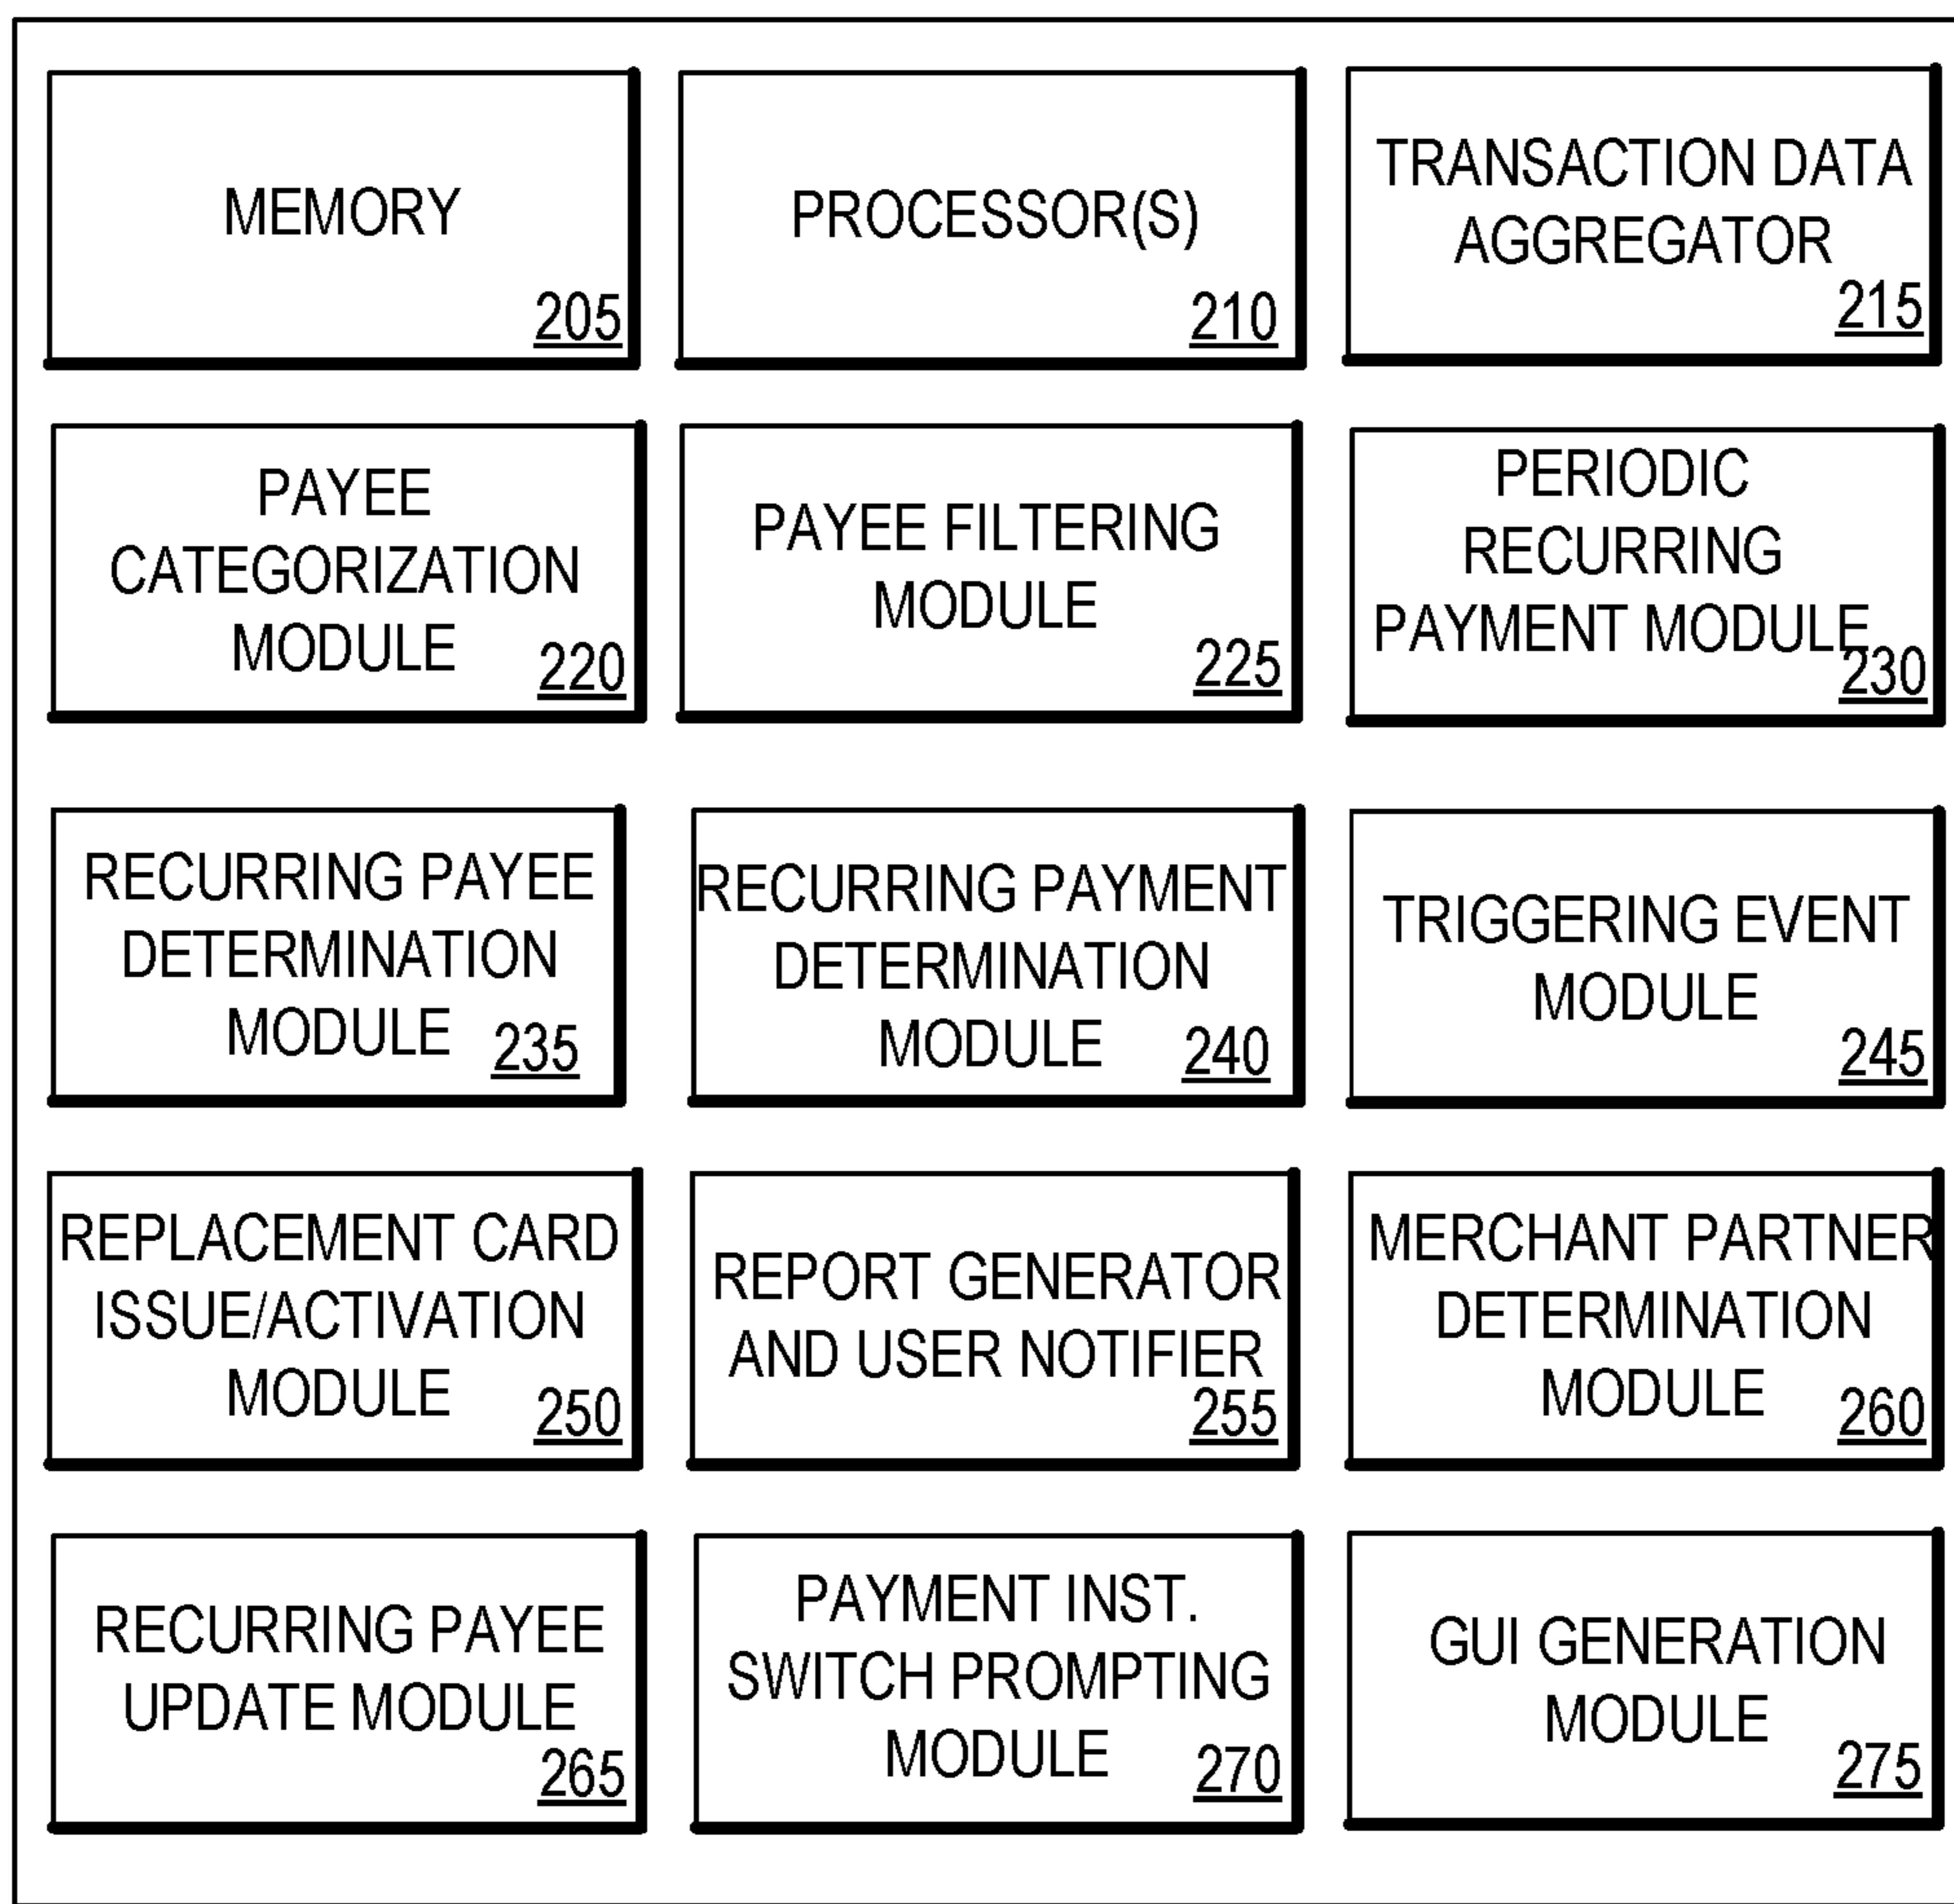 MEMORY
205
PROCESSOR(S)
210
TRANSACTION DATA
AGGREGATOR
215
PAYEE
CATEGORIZATION
MODULE
220
PAYEE FILTERING
MODULE
225
PERIODIC
RECURRING
PAYMENT MODULE
230
RECURRING PAYEE
DETERMINATION
MODULE
235
RECURRING PAYMENT
DETERMINATION
MODULE
240
TRIGGERING EVENT
MODULE
245
REPLACEMENT CARD
ISSUE/ACTIVATION
MODULE
250
REPORT GENERATOR
AND USER NOTIFIER
255
MERCHANT PARTNER
DETERMINATION
MODULE
260
RECURRING PAYEE
UPDATE MODULE
265
PAYMENT INST.
SWITCH PROMPTING
MODULE
270
GUI GENERATION
MODULE
275